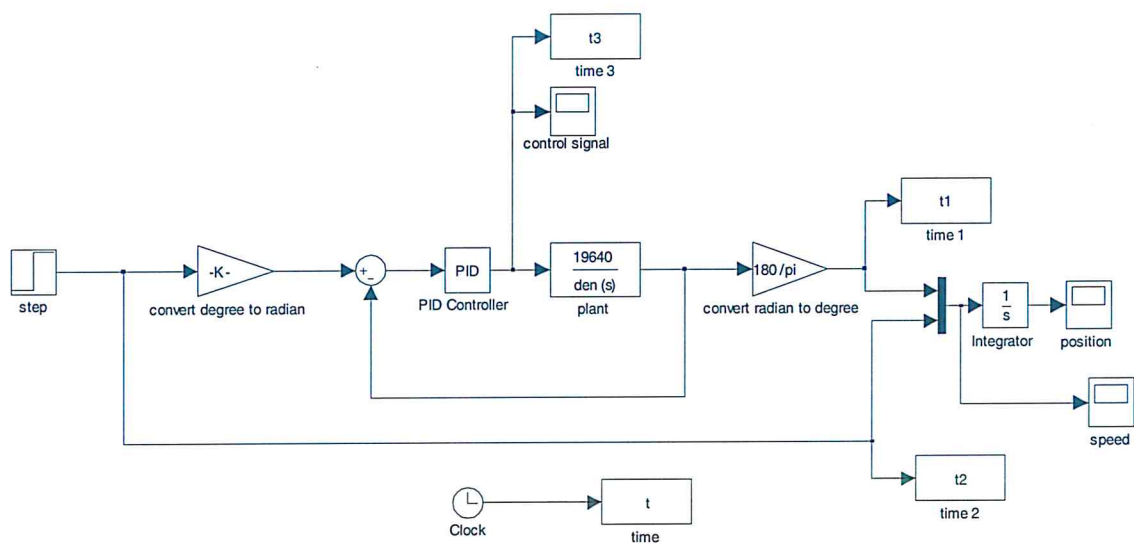 t3
time 3
control signal
t1
time 1
step
-K-
convert degree to radian
+
-
PID
PID Controller
19640
den (s)
plant
180 /pi
convert radian to degree
1
s
Integrator
position
speed
t2
time 2
Clock
t
time